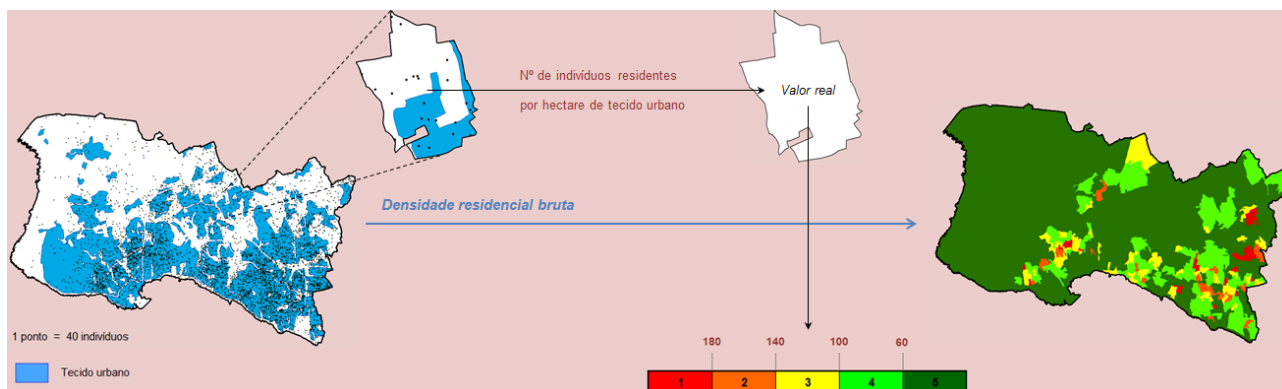 Nº de indivíduos residentes
por hectare de tecido urbano
Valor real
Densidade residencial bruta
1 ponto = 40 indivíduos
Tecido urbano
180 140 100 60
1 2 3 4 5